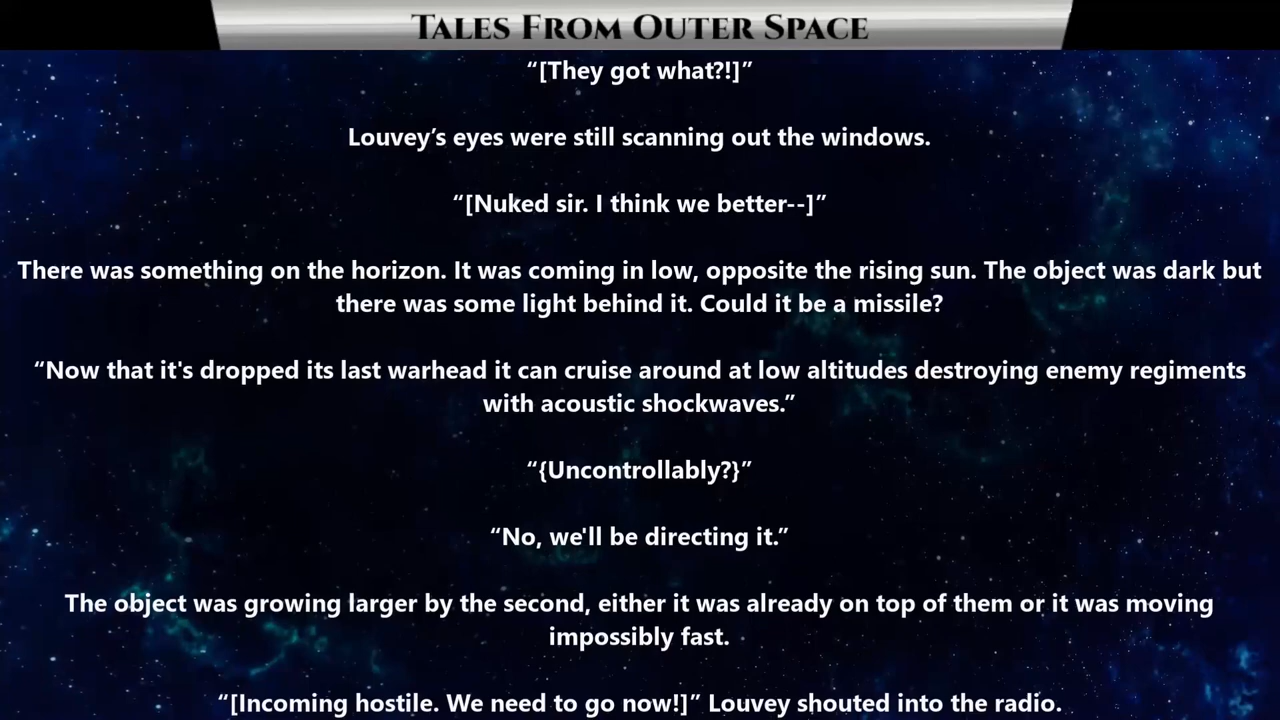 Tales From Outer Space
“[They got what?!]”
Louvey’s eyes were still scanning out the windows.
“[Nuked sir. I think we better--]”
There was something on the horizon. It was coming in low, opposite the rising sun. The object was dark but
there was some light behind it. Could it be a missile?
“Now that it's dropped its last warhead it can cruise around at low altitudes destroying enemy regiments
with acoustic shockwaves.”
“{Uncontrollably?}”
“No, we'll be directing it.”
The object was growing larger by the second, either it was already on top of them or it was moving
impossibly fast.
“[Incoming hostile. We need to go now!]” Louvey shouted into the radio.